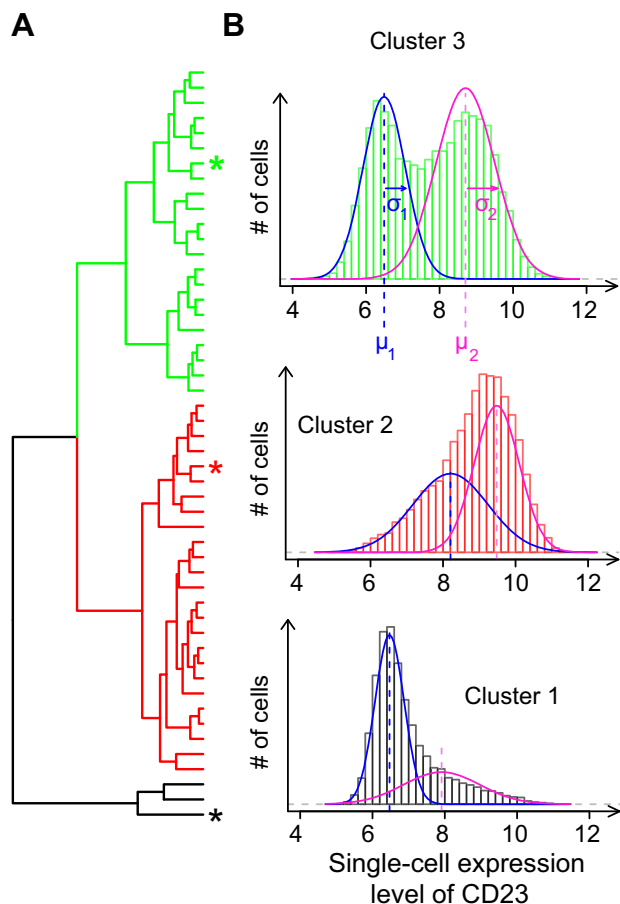 A
B
Cluster 3
# of cells
σ1
σ2
4 6 8 10 12
μ1
μ2
Cluster 2
# of cells
4 6 8 10 12
Cluster 1
# of cells
4 6 8 10 12
Single-cell expression
level of CD23